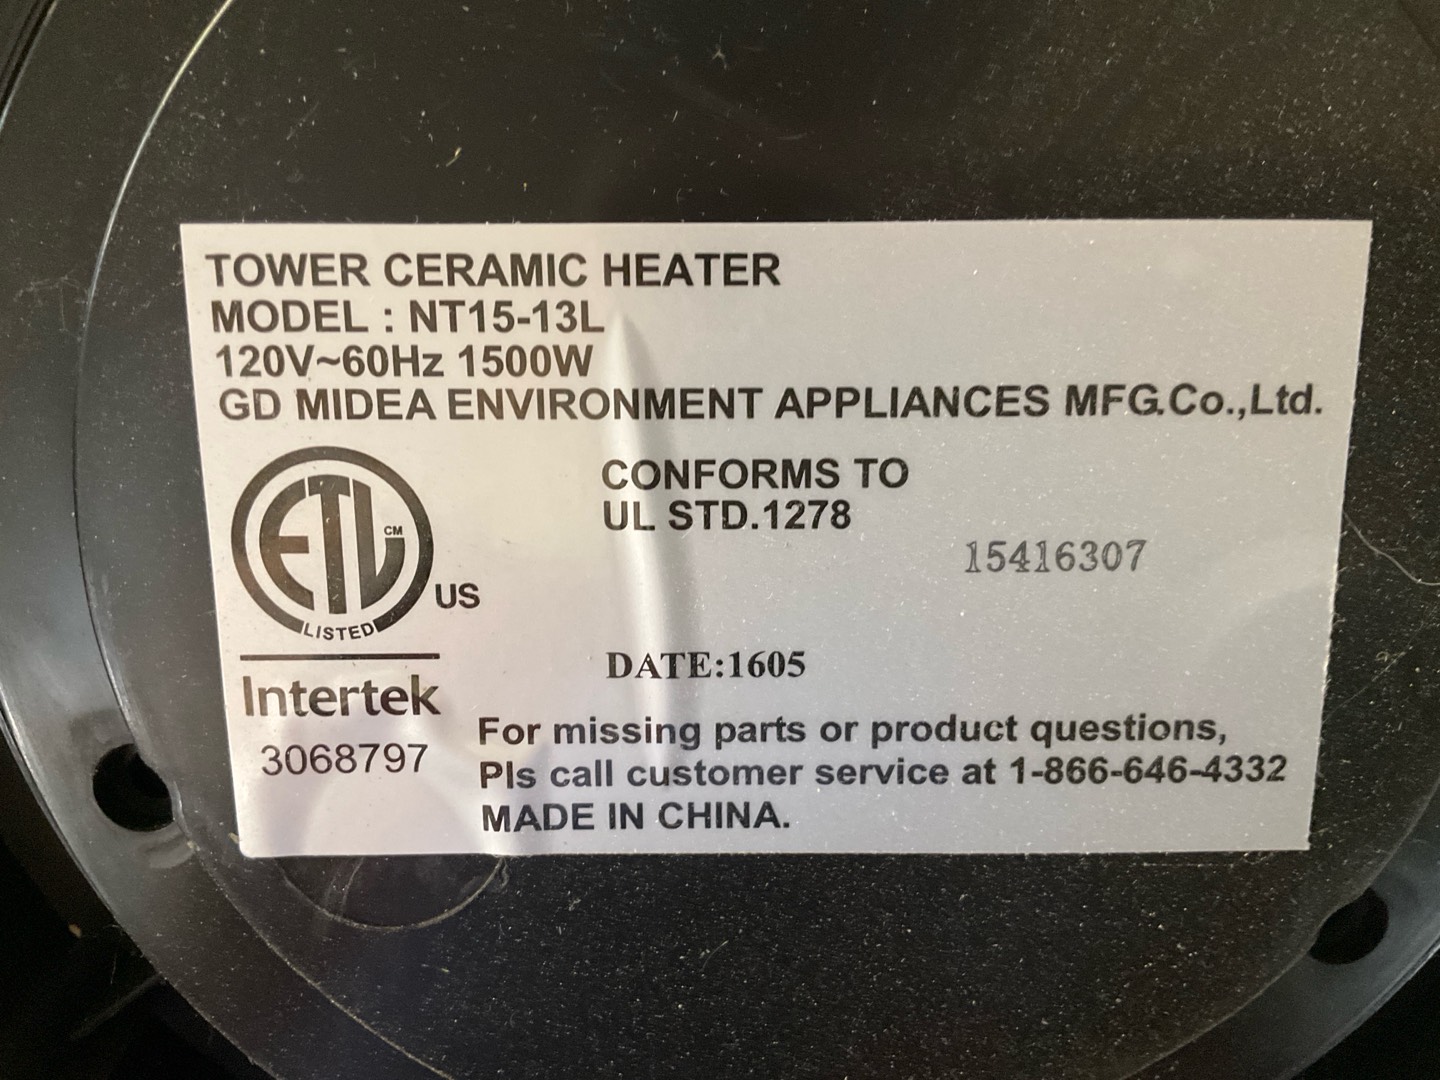 TOWER CERAMIC HEATER
MODEL : NT15-13L
120V~60Hz 1500W
GD MIDEA ENVIRONMENT APPLIANCES MFG.Co.,Ltd.
ETL CM
LISTED
US
Intertek
3068797
CONFORMS TO
UL STD.1278
15416307
DATE:1605
For missing parts or product questions,
Pls call customer service at 1-866-646-4332
MADE IN CHINA.